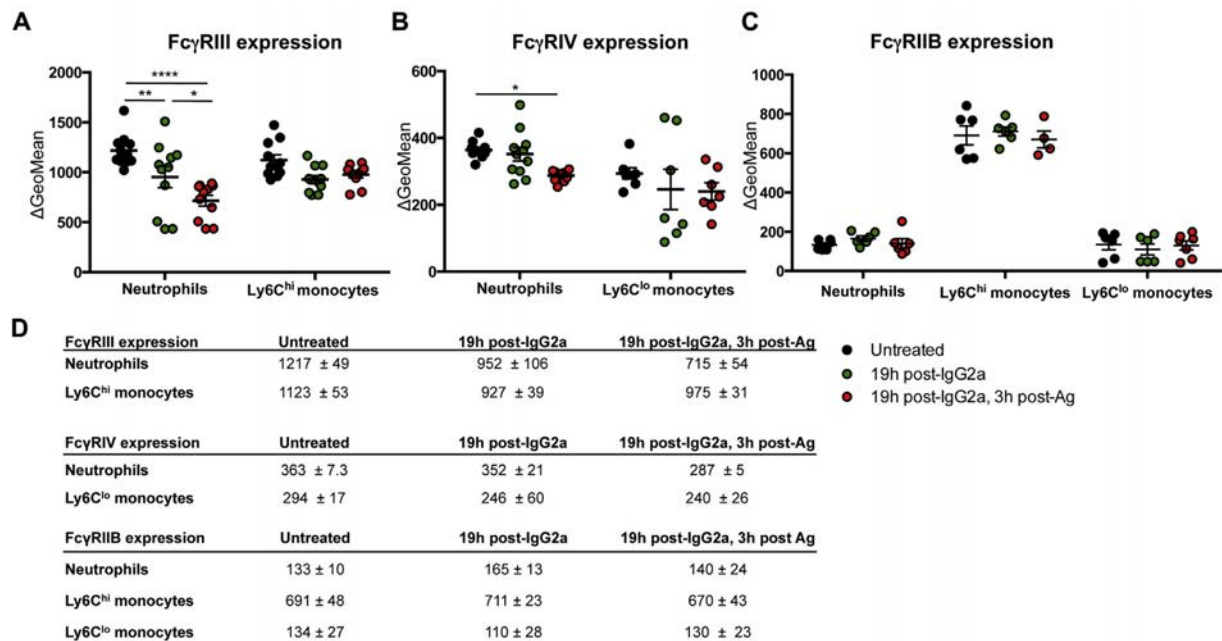 A
FcγRIII expression
2000
1500
1000
500
0
ΔGeoMean
****
** *
Neutrophils Ly6Chi monocytes
B
FcγRIV expression
600
400
200
0
ΔGeoMean
*
Neutrophils Ly6Clo monocytes
C
FcγRIIB expression
1000
800
600
400
200
0
ΔGeoMean
Neutrophils Ly6Chi monocytes Ly6Clo monocytes
D
FcγRIII expression Untreated 19h post-IgG2a 19h post-IgG2a, 3h post-Ag
Neutrophils 1217 ± 49 952 ± 106 715 ± 54
Ly6Chi monocytes 1123 ± 53 927 ± 39 975 ± 31
FcγRIV expression Untreated 19h post-IgG2a 19h post-IgG2a, 3h post-Ag
Neutrophils 363 ± 7.3 352 ± 21 287 ± 5
Ly6Clo monocytes 294 ± 17 246 ± 60 240 ± 26
FcγRIIB expression Untreated 19h post-IgG2a 19h post-IgG2a, 3h post Ag
Neutrophils 133 ± 10 165 ± 13 140 ± 24
Ly6Chi monocytes 691 ± 48 711 ± 23 670 ± 43
Ly6Clo monocytes 134 ± 27 110 ± 28 130 ± 23
Untreated
19h post-IgG2a
19h post-IgG2a, 3h post-Ag